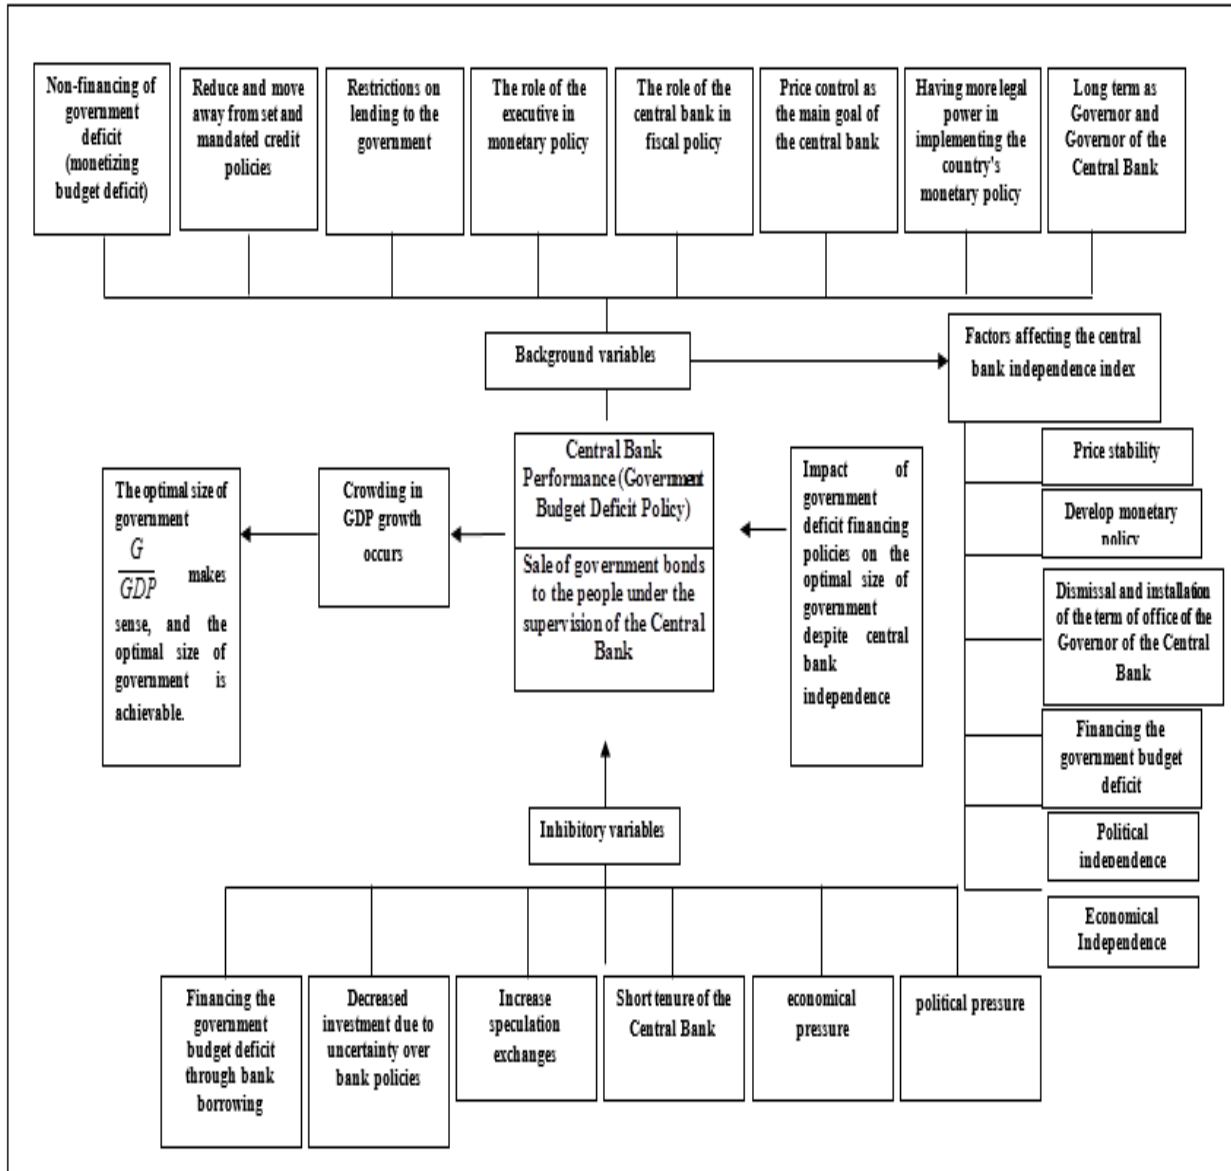 Non-financing of
government
deficit
(monetizing
budget deficit)
Reduce and move
away from set and
mandated credit
policies
Restrictions on
lending to the
government
The role of the
executive in
monetary policy
The role of the
central bank in
fiscal policy
Price control as
the main goal of
the central bank
Having more legal
power in
implementing the
country's
monetary policy
Long term as
Governor and
Governor of the
Central Bank
Background variables
Factors affecting the central
bank independence index
Price stability
Develop monetary
policy
Dismissal and installation
of the term of office of the
Governor of the Central
Bank
Financing the
government budget
deficit
Political
independence
Economical
Independence
The optimal size of
government
G
GDP makes
sense, and the
optimal size of
government is
achievable.
Crowding in
GDP growth
occurs
Central Bank
Performance (Government
Budget Deficit Policy)
Sale of government bonds
to the people under the
supervision of the Central
Bank
Impact of
government
deficit financing
policies on the
optimal size of
government
despite central
bank
independence
Inhibitory variables
Financing the
government
budget deficit
through bank
borrowing
Decreased
investment due to
uncertainty over
bank policies
Increase
speculation
exchanges
Short tenure of the
Central Bank
economical
pressure
political pressure